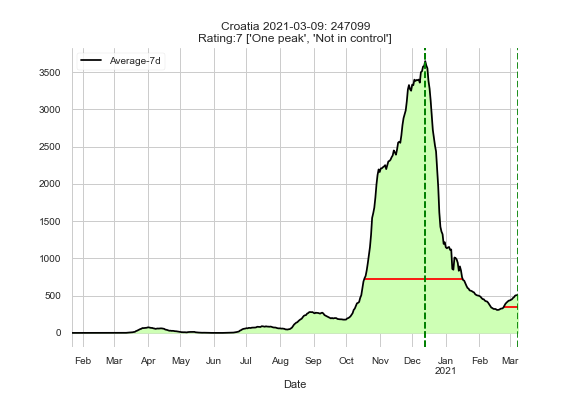 Croatia 2021-03-09: 247099
Rating:7 ['One peak', 'Not in control']
Average-7d
3500
3000
2500
2000
1500
1000
500
0
Feb Mar Apr May Jun Jul Aug Sep Oct Nov Dec Jan Feb Mar
2021
Date